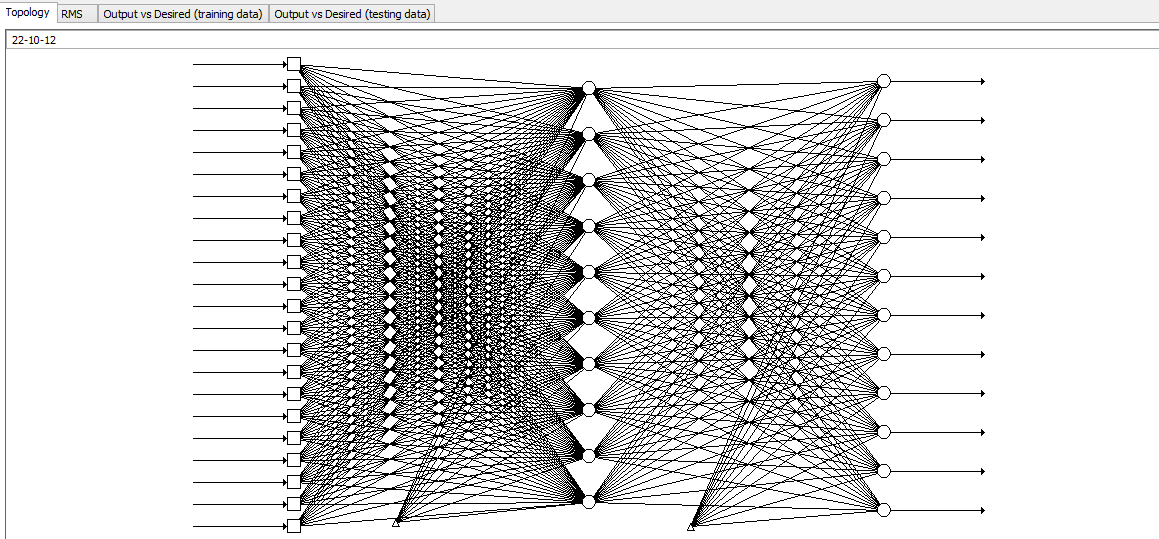 Topology RMS Output vs Desired (training data) Output vs Desired (testing data)
22-10-12